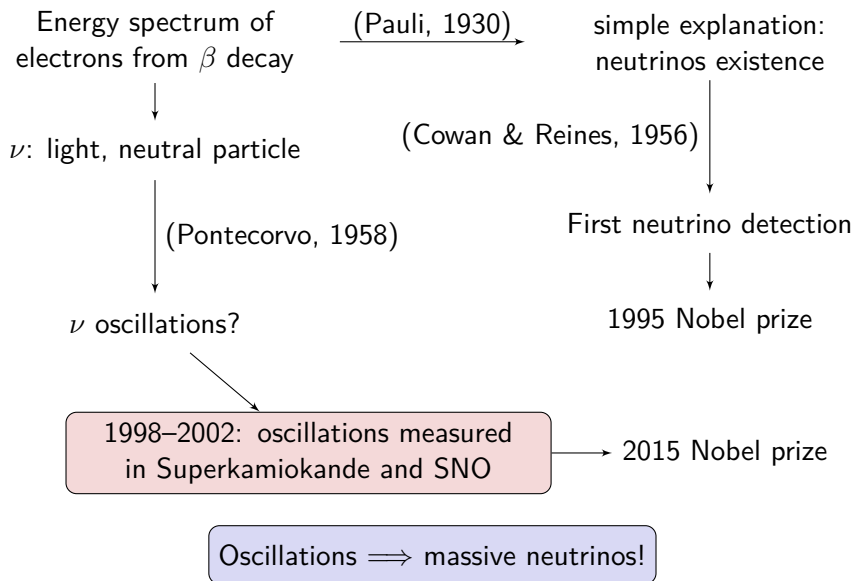 Energy spectrum of
electrons from β decay
(Pauli, 1930)
simple explanation:
neutrinos existence
ν: light, neutral particle
(Cowan & Reines, 1956)
(Pontecorvo, 1958)
First neutrino detection
ν oscillations?
1995 Nobel prize
1998–2002: oscillations measured
in Superkamiokande and SNO
2015 Nobel prize
Oscillations ⟹ massive neutrinos!